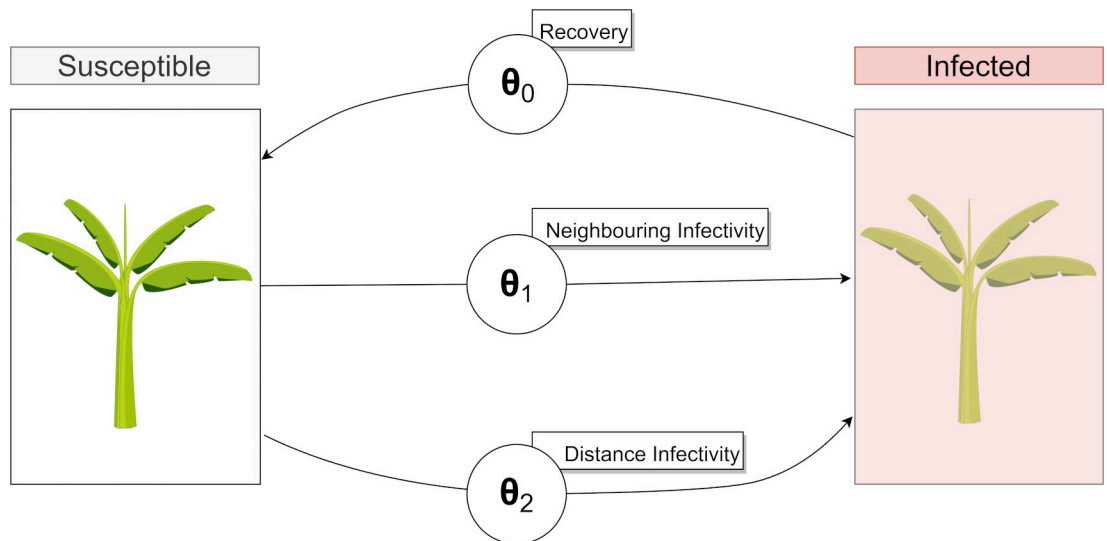 Recovery
Susceptible
Infected
θ₀
Neighbouring Infectivity
θ₁
Distance Infectivity
θ₂